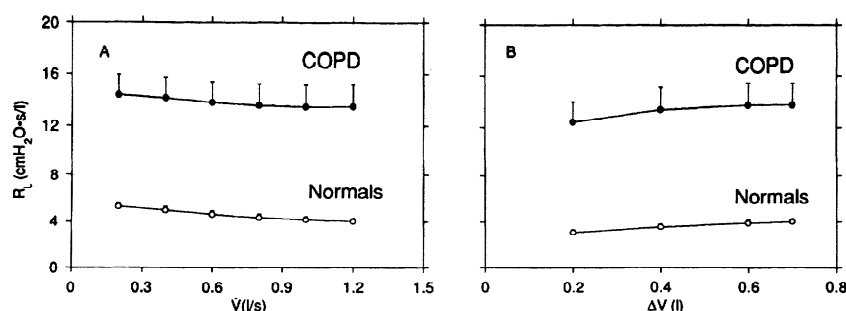 20
16
12
8
4
0
R_L (cmH₂O•s/l)
A
COPD
Normals
0
0.3
0.6
0.9
1.2
1.5
V̇(l/s)
B
COPD
Normals
0
0.2
0.4
0.6
0.8
ΔV (l)